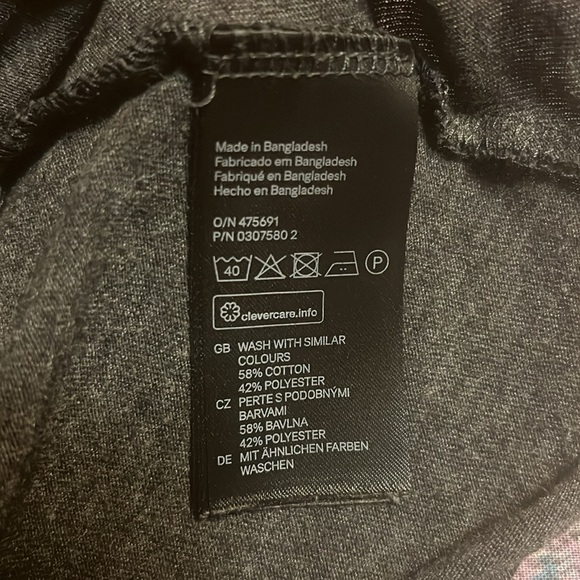 Made in Bangladesh
Fabricado em Bangladesh
Fabriqué en Bangladesh
Hecho en Bangladesh
O/N 475691
P/N 0307580 2
40 P
clevercare.info
GB WASH WITH SIMILAR
COLOURS
58% COTTON
42% POLYESTER
CZ PERTE S PODOBNÝMI
BARVAMI
58% BAVLNA
42% POLYESTER
DE MIT ÄHNLICHEN FARBEN
WASCHEN